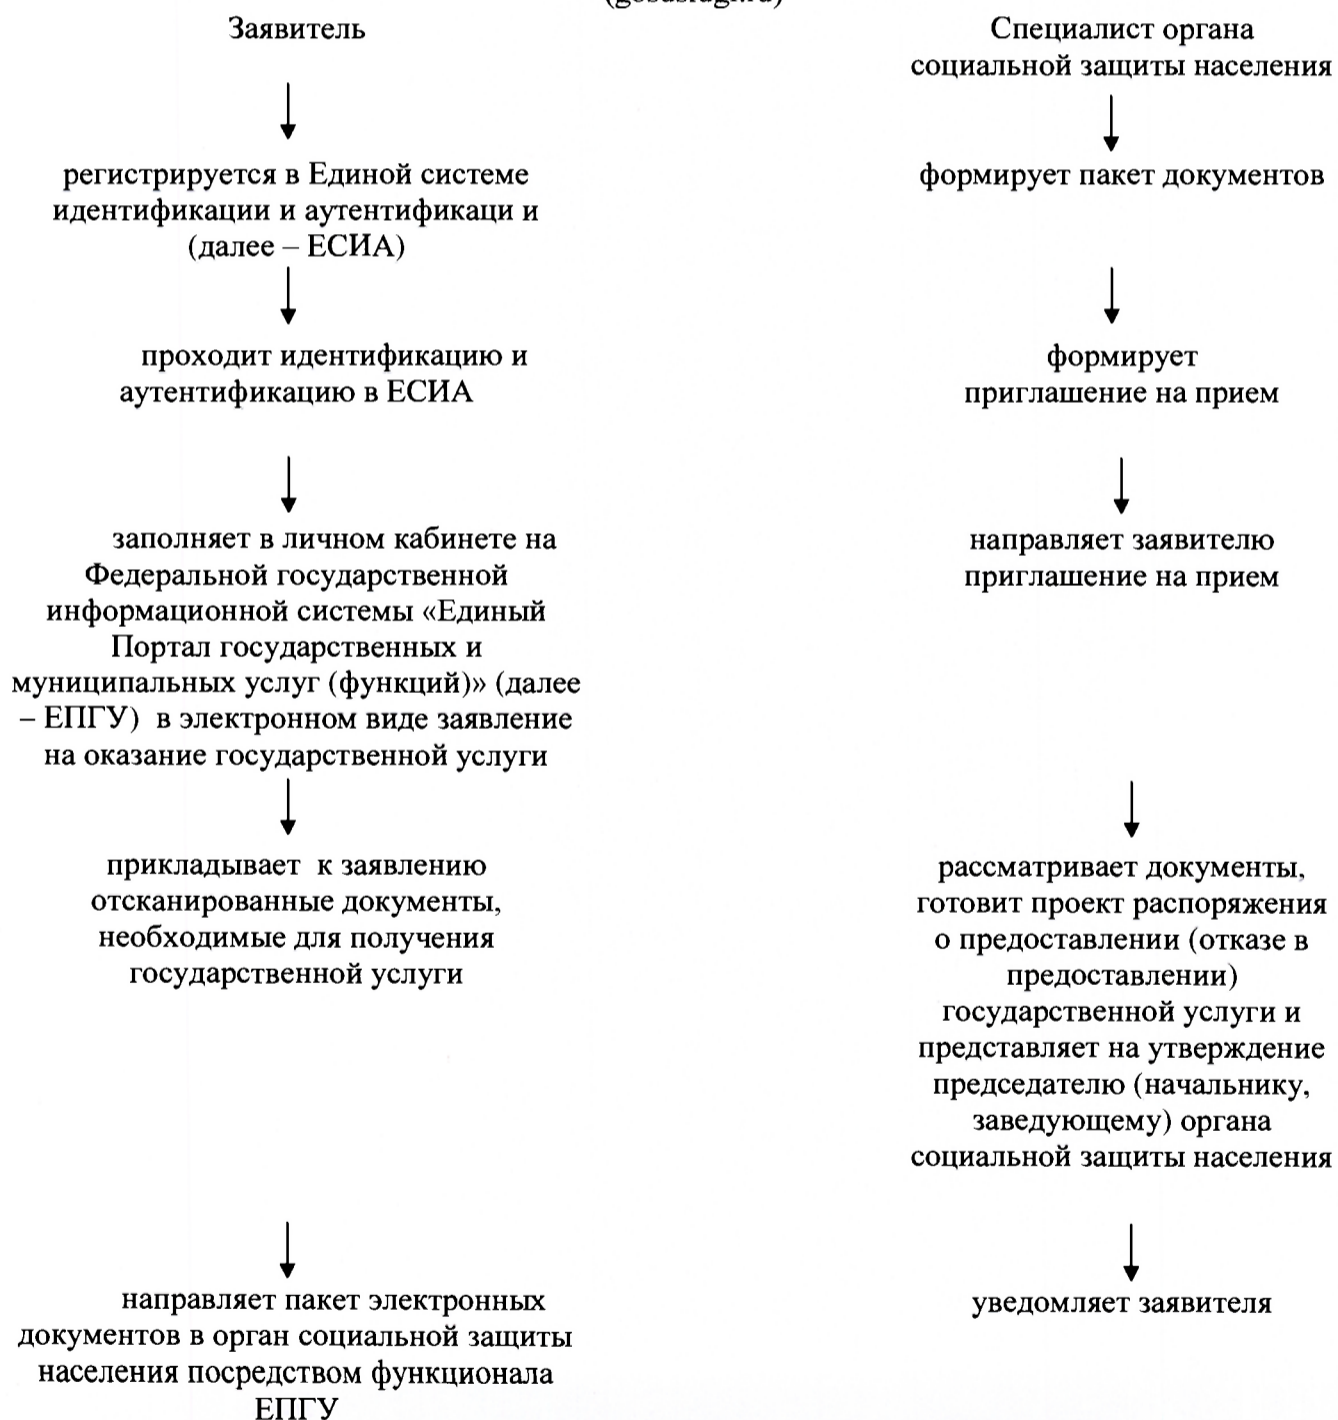 Заявитель
регистрируется в Единой системе
идентификации и аутентификаци и
(далее – ЕСИА)
проходит идентификацию и
аутентификацию в ЕСИА
заполняет в личном кабинете на
Федеральной государственной
информационной системы «Единый
Портал государственных и
муниципальных услуг (функций)» (далее
– ЕПГУ) в электронном виде заявление
на оказание государственной услуги
прикладывает к заявлению
отсканированные документы,
необходимые для получения
государственной услуги
направляет пакет электронных
документов в орган социальной защиты
населения посредством функционала
ЕПГУ
Специалист органа
социальной защиты населения
формирует пакет документов
формирует
приглашение на прием
направляет заявителю
приглашение на прием
рассматривает документы,
готовит проект распоряжения
о предоставлении (отказе в
предоставлении)
государственной услуги и
представляет на утверждение
председателю (начальнику,
заведующему) органа
социальной защиты населения
уведомляет заявителя